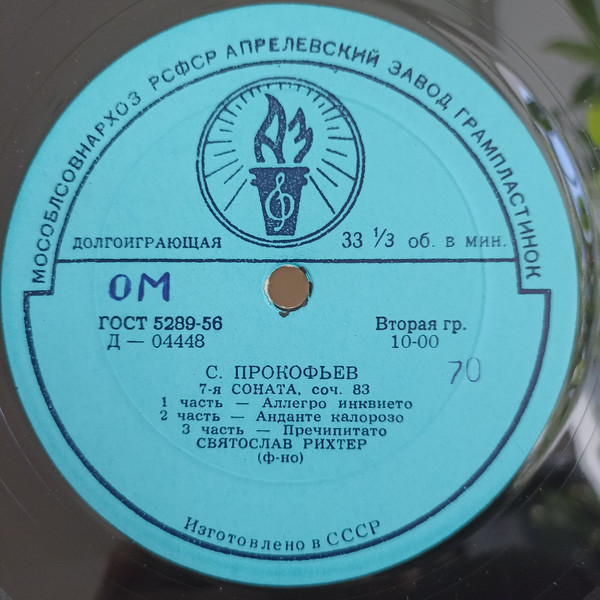 МОСОБЛСОВНАРХОЗ РСФСР АПРЕЛЕВСКИЙ ЗАВОД ГРАМПЛАСТИНОК
АЗ
ДОЛГОИГРАЮЩАЯ 33 ⅓ об. в мин.
ОМ
ГОСТ 5289-56 Вторая гр.
Д — 04448 10-00
70
С. ПРОКОФЬЕВ
7-я СОНАТА, соч. 83
1 часть — Аллегро инквието
2 часть — Анданте калорозо
3 часть — Пречипитато
СВЯТОСЛАВ РИХТЕР
(ф-но)
Изготовлено в СССР